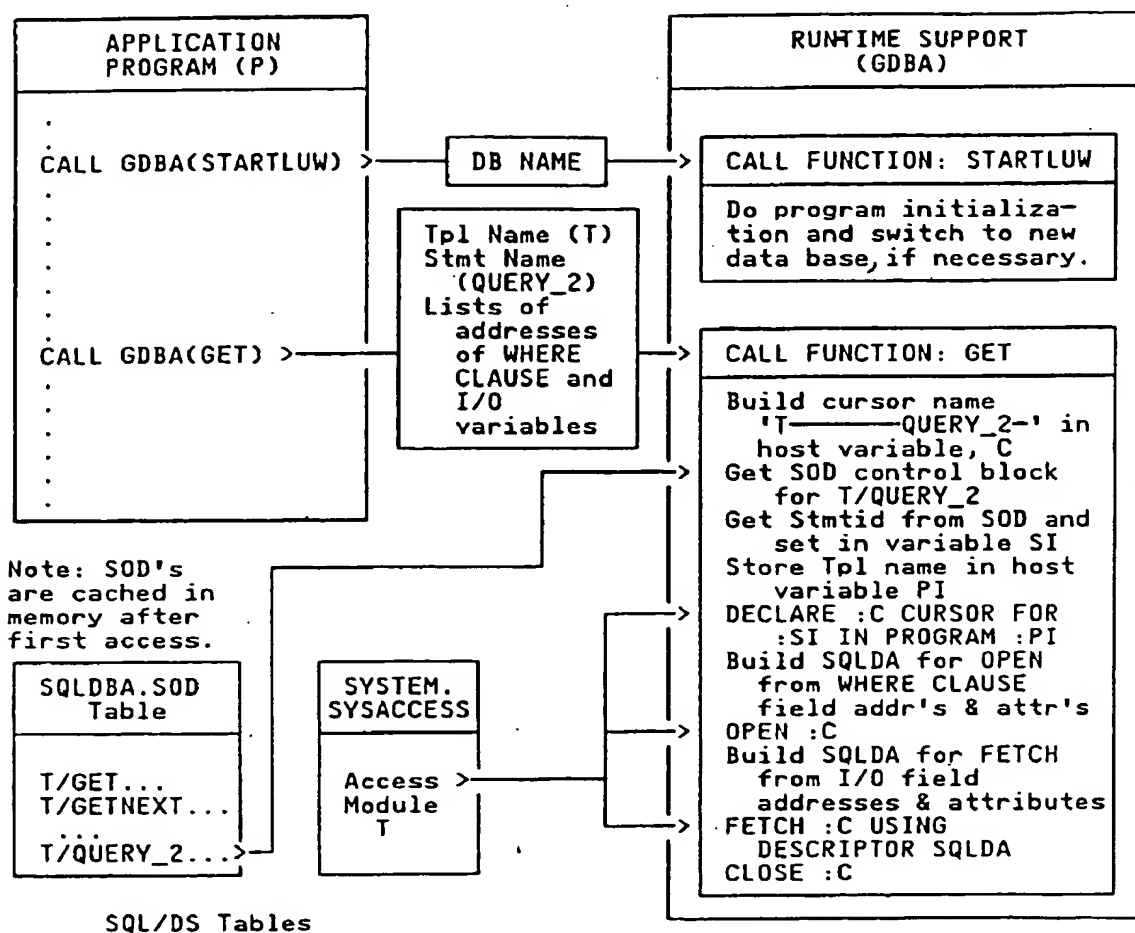 APPLICATION
PROGRAM (P)
CALL GDBA(STARTLUW) >
CALL GDBA(GET) >
DB NAME
Tpl Name (T)
Stmt Name
(QUERY_2)
Lists of
addresses
of WHERE
CLAUSE and
I/O
variables
RUNTIME SUPPORT
(GDBA)
CALL FUNCTION: STARTLUW
Do program initializa-
tion and switch to new
data base, if necessary.
CALL FUNCTION: GET
Build cursor name
'T————QUERY_2-' in
host variable, C
Get SOD control block
for T/QUERY_2
Get Stmtid from SOD and
set in variable SI
Store Tpl name in host
variable PI
DECLARE :C CURSOR FOR
:SI IN PROGRAM :PI
Build SQLDA for OPEN
from WHERE CLAUSE
field addr's & attr's
OPEN :C
Build SQLDA for FETCH
from I/O field
addresses & attributes
FETCH :C USING
DESCRIPTOR SQLDA
CLOSE :C
Note: SOD's
are cached in
memory after
first access.
SQLDBA.SOD
Table
T/GET...
T/GETNEXT...
...
T/QUERY_2...>
SYSTEM.
SYSACCESS
Access >
Module
T
SQL/DS Tables